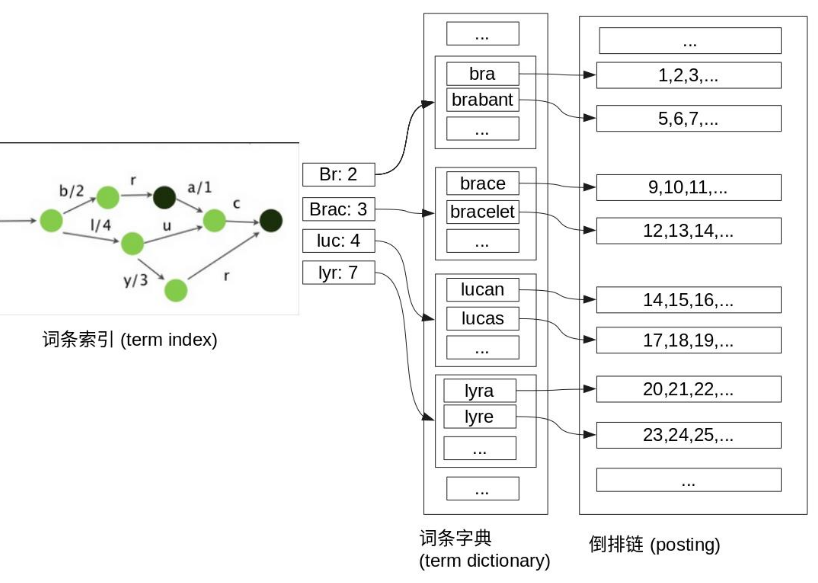 b/2
r
a/1
c
l/4
u
y/3
r
词条索引 (term index)
Br: 2
Brac: 3
luc: 4
lyr: 7
...
bra
brabant
...
brace
bracelet
...
lucan
lucas
...
lyra
lyre
...
...
词条字典
(term dictionary)
...
1,2,3,...
5,6,7,...
9,10,11,...
12,13,14,...
14,15,16,...
17,18,19,...
20,21,22,...
23,24,25,...
...
倒排链 (posting)